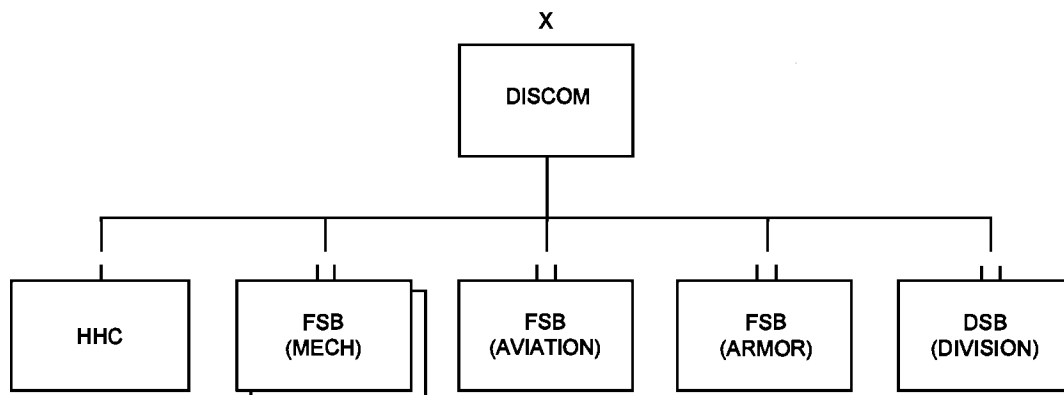 X
DISCOM
HHC
FSB
(MECH)
FSB
(AVIATION)
FSB
(ARMOR)
DSB
(DIVISION)